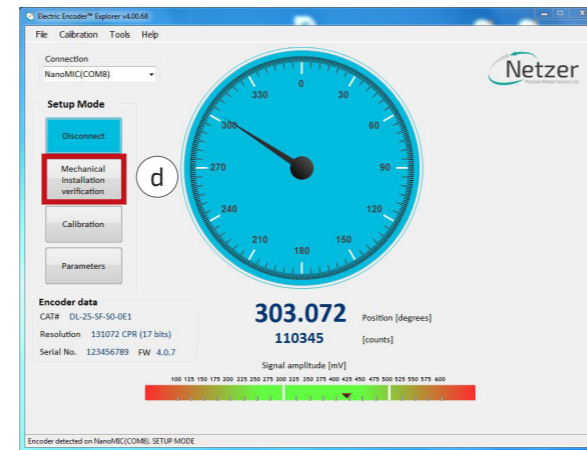 Electric Encoder™ Explorer v4.00.68
File Calibration Tools Help
Connection
NanoMIC(COM8)
Netzer
Precision Motion Sensors Ltd.
Setup Mode
Disconnect
Mechanical
installation
verification
d
Calibration
Parameters
0
30
60
90
120
150
180
210
240
270
300
330
Encoder data
CAT# DL-25-SF-S0-0E1
Resolution 131072 CPR (17 bits)
Serial No. 123456789 FW 4.0.7
303.072 Position [degrees]
110345 [counts]
Signal amplitude [mV]
100 125 150 175 200 225 250 275 300 325 350 375 400 425 450 475 500 525 550 575 600
Encoder detected on NanoMIC(COM8). SETUP MODE